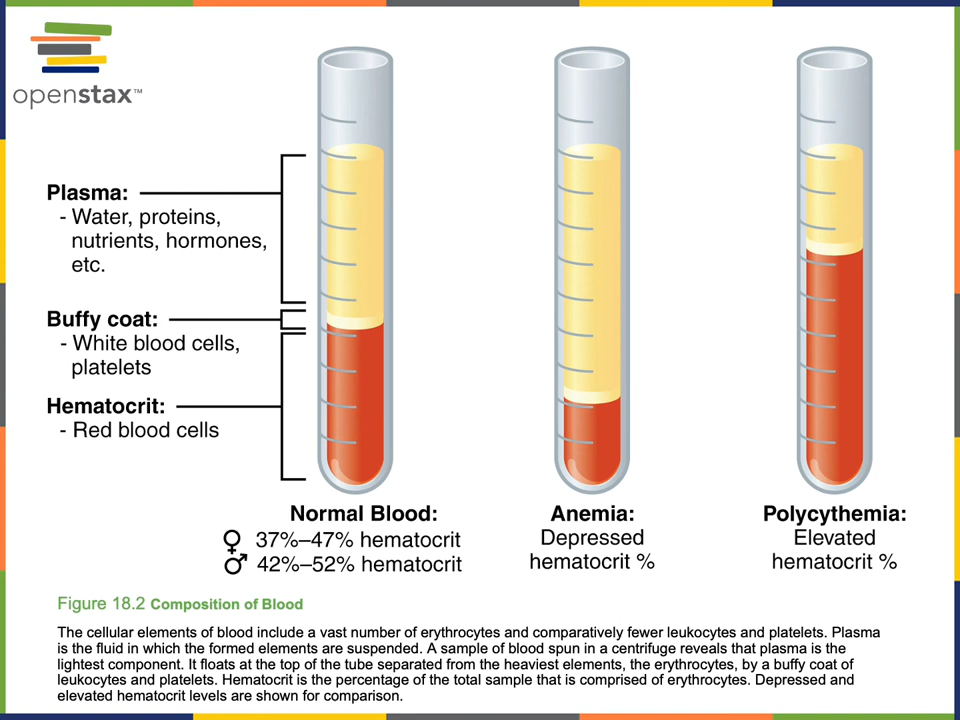 openstax™
Plasma:
- Water, proteins,
nutrients, hormones,
etc.
Buffy coat:
- White blood cells,
platelets
Hematocrit:
- Red blood cells
Normal Blood:
♀ 37%–47% hematocrit
♂ 42%–52% hematocrit
Anemia:
Depressed
hematocrit %
Polycythemia:
Elevated
hematocrit %
Figure 18.2 Composition of Blood
The cellular elements of blood include a vast number of erythrocytes and comparatively fewer leukocytes and platelets. Plasma
is the fluid in which the formed elements are suspended. A sample of blood spun in a centrifuge reveals that plasma is the
lightest component. It floats at the top of the tube separated from the heaviest elements, the erythrocytes, by a buffy coat of
leukocytes and platelets. Hematocrit is the percentage of the total sample that is comprised of erythrocytes. Depressed and
elevated hematocrit levels are shown for comparison.